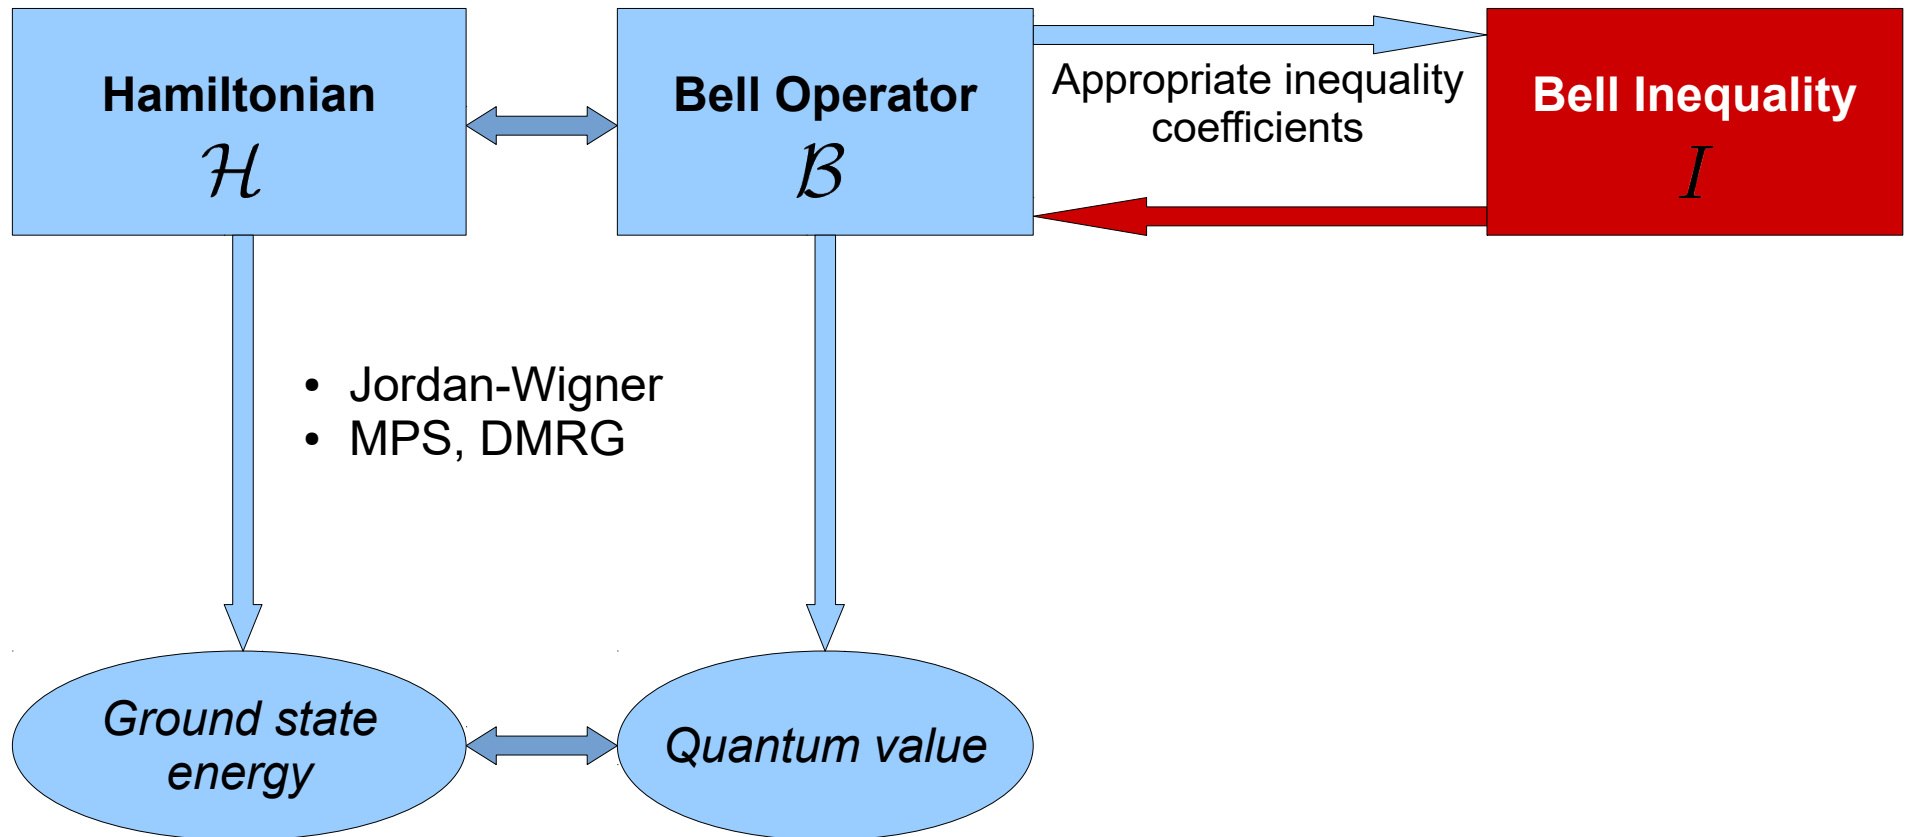 Hamiltonian
ℋ
Bell Operator
ℬ
Appropriate inequality
coefficients
Bell Inequality
I
• Jordan-Wigner
• MPS, DMRG
Ground state
energy
Quantum value